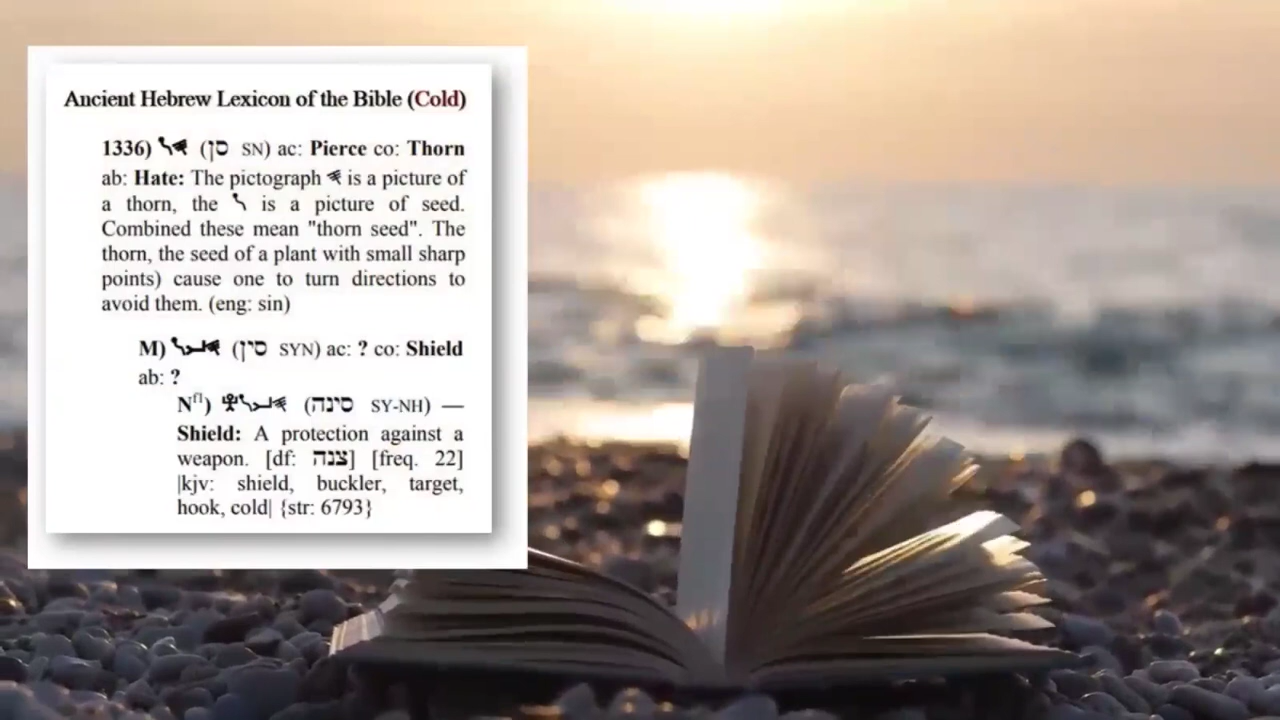 Ancient Hebrew Lexicon of the Bible (Cold)
1336) (סן SN) ac: Pierce co: Thorn
ab: Hate: The pictograph is a picture of
a thorn, the is a picture of seed.
Combined these mean "thorn seed". The
thorn, the seed of a plant with small sharp
points) cause one to turn directions to
avoid them. (eng: sin)
M) (סין SYN) ac: ? co: Shield
ab: ?
Nf1) (סינה SY-NH) —
Shield: A protection against a
weapon. [df: צנה] [freq. 22]
|kjv: shield, buckler, target,
hook, cold| {str: 6793}